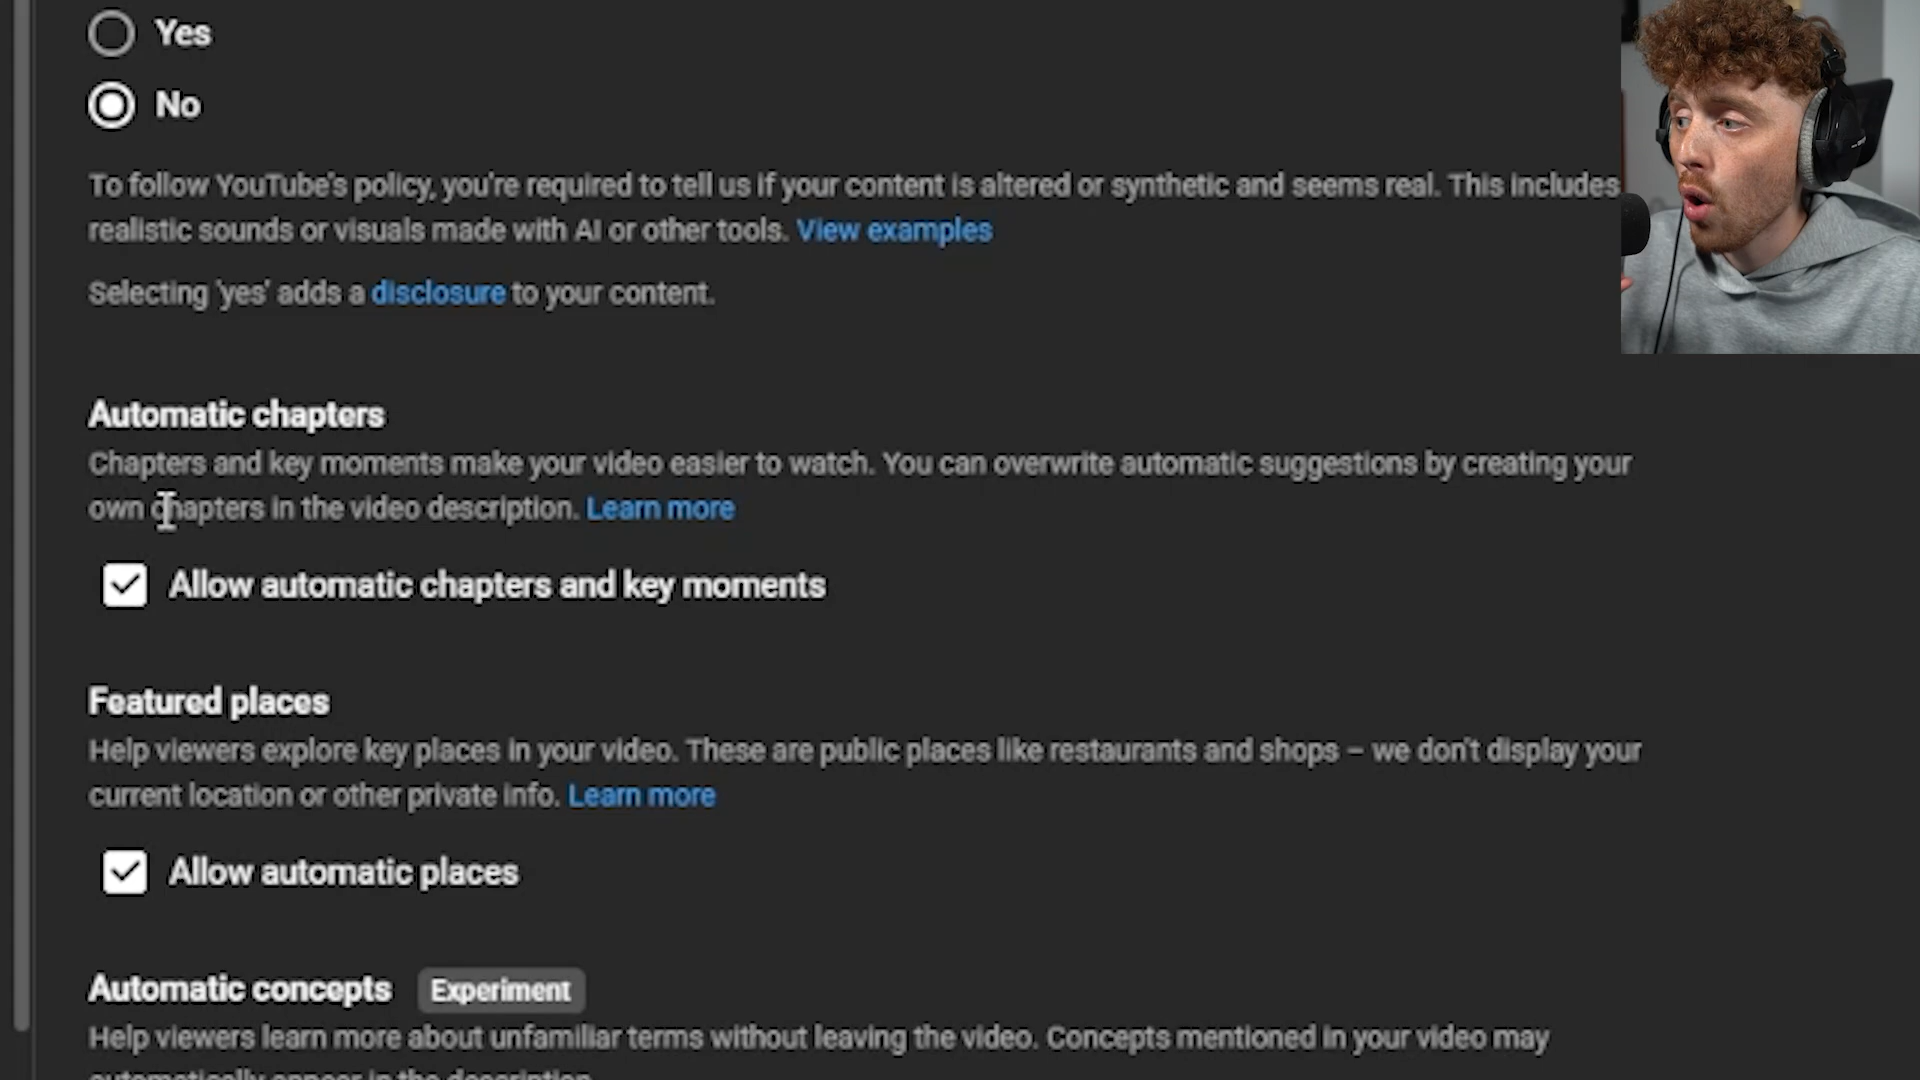 Yes
No
To follow YouTube's policy, you're required to tell us if your content is altered or synthetic and seems real. This includes
realistic sounds or visuals made with AI or other tools. View examples
Selecting 'yes' adds a disclosure to your content.
Automatic chapters
Chapters and key moments make your video easier to watch. You can overwrite automatic suggestions by creating your
own chapters in the video description. Learn more
Allow automatic chapters and key moments
Featured places
Help viewers explore key places in your video. These are public places like restaurants and shops – we don't display your
current location or other private info. Learn more
Allow automatic places
Automatic concepts Experiment
Help viewers learn more about unfamiliar terms without leaving the video. Concepts mentioned in your video may
automatically appear in the description.